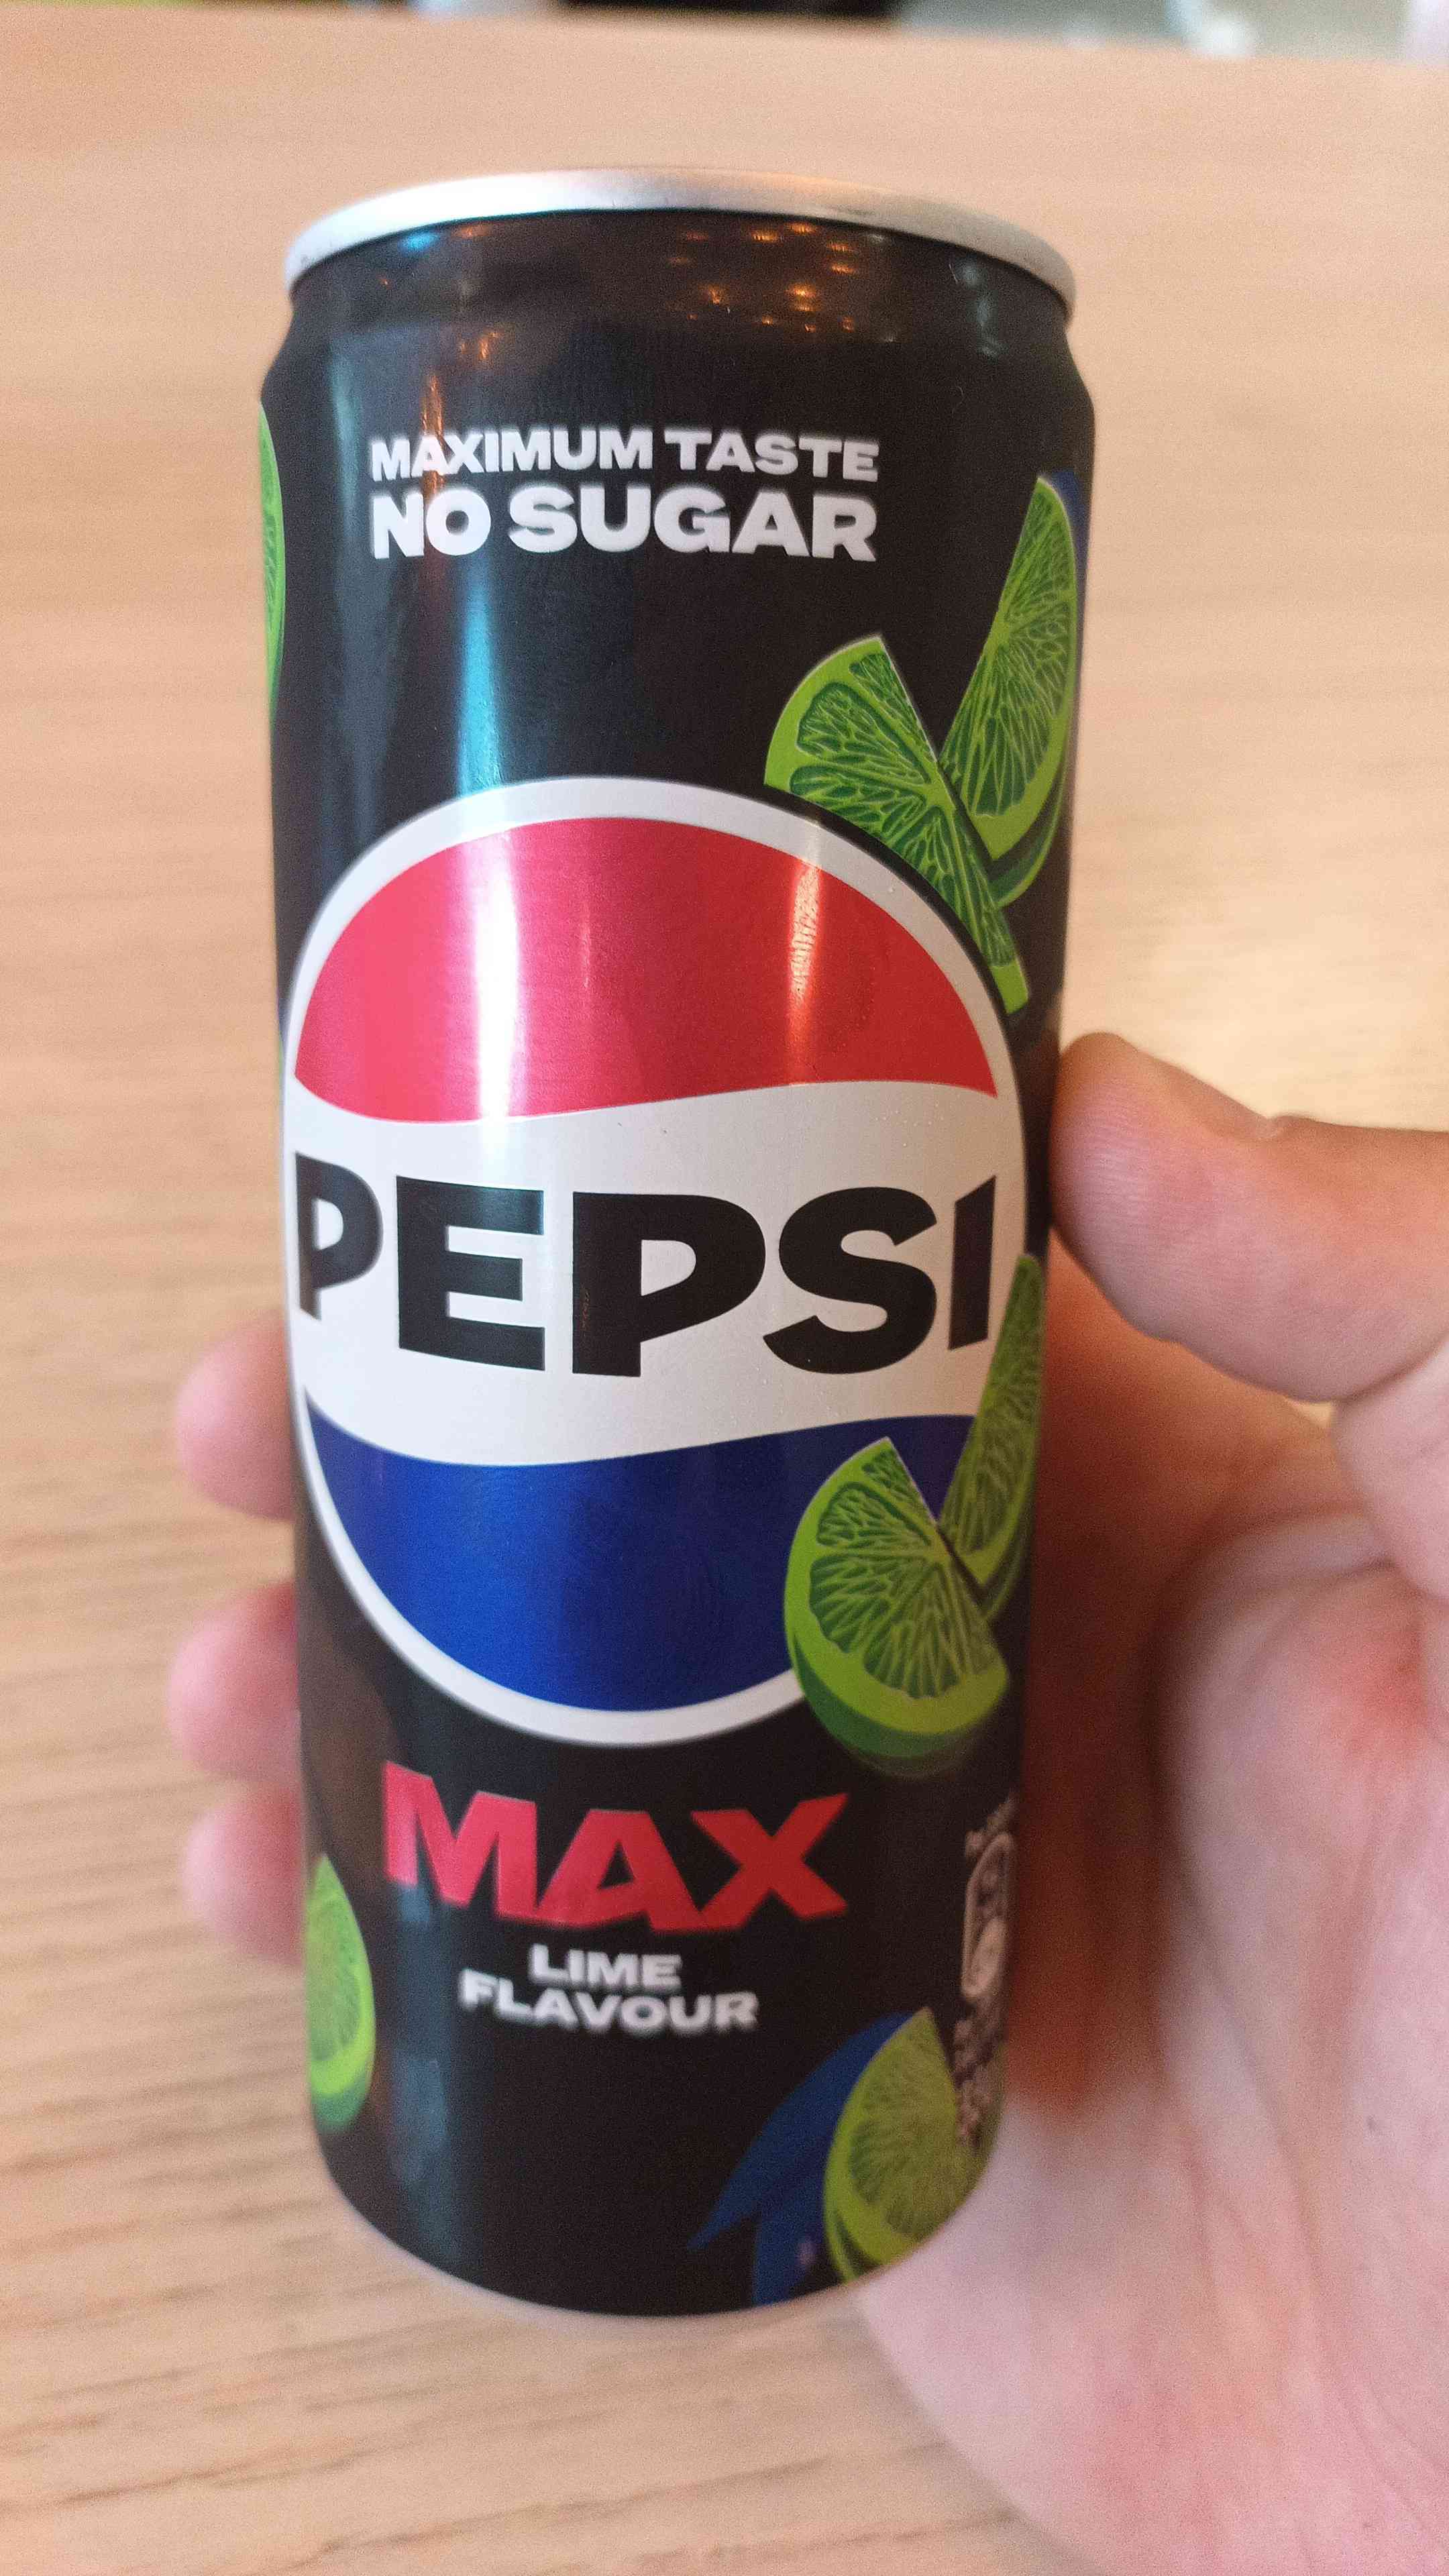 MAXIMUM TASTE
NO SUGAR
PEPSI
MAX
LIME
FLAVOUR